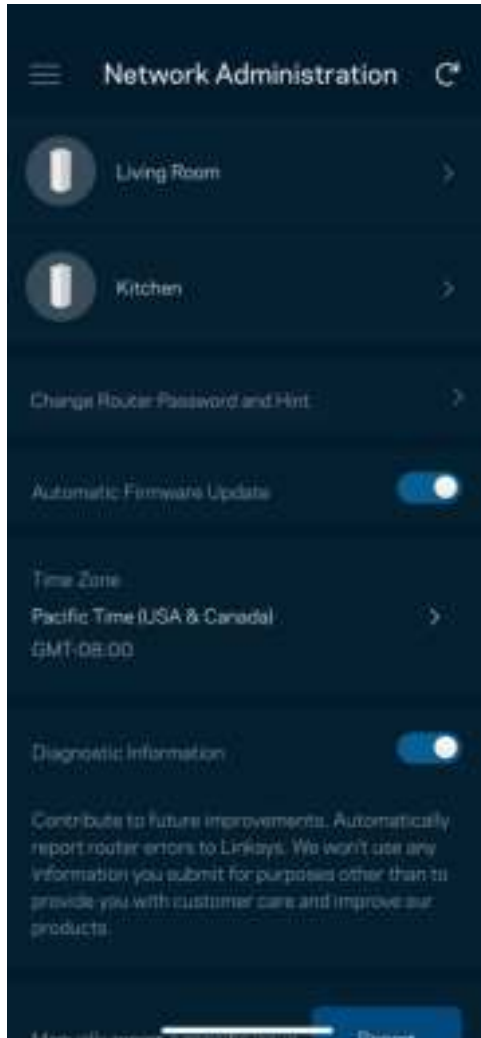 Network Administration
Living Room
Kitchen
Change Router Password and Hint
Automatic Firmware Update
Time Zone
Pacific Time (USA & Canada)
GMT-08:00
Diagnostic Information
Contribute to future improvements. Automatically
report router errors to Linksys. We won't use any
information you submit for purposes other than to
provide you with customer care and improve our
products.